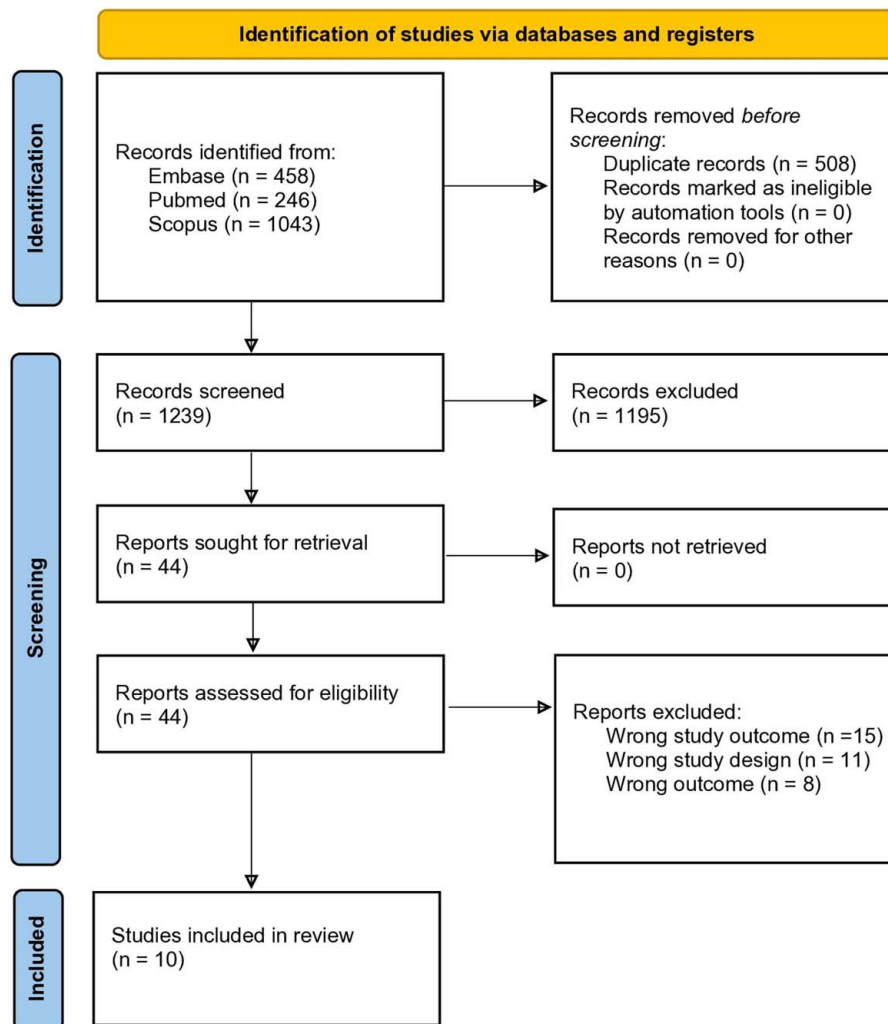 Identification of studies via databases and registers
Identification
Records identified from:
Embase (n = 458)
Pubmed (n = 246)
Scopus (n = 1043)
Records removed before
screening:
Duplicate records (n = 508)
Records marked as ineligible
by automation tools (n = 0)
Records removed for other
reasons (n = 0)
Screening
Records screened
(n = 1239)
Records excluded
(n = 1195)
Reports sought for retrieval
(n = 44)
Reports not retrieved
(n = 0)
Reports assessed for eligibility
(n = 44)
Reports excluded:
Wrong study outcome (n =15)
Wrong study design (n = 11)
Wrong outcome (n = 8)
Included
Studies included in review
(n = 10)